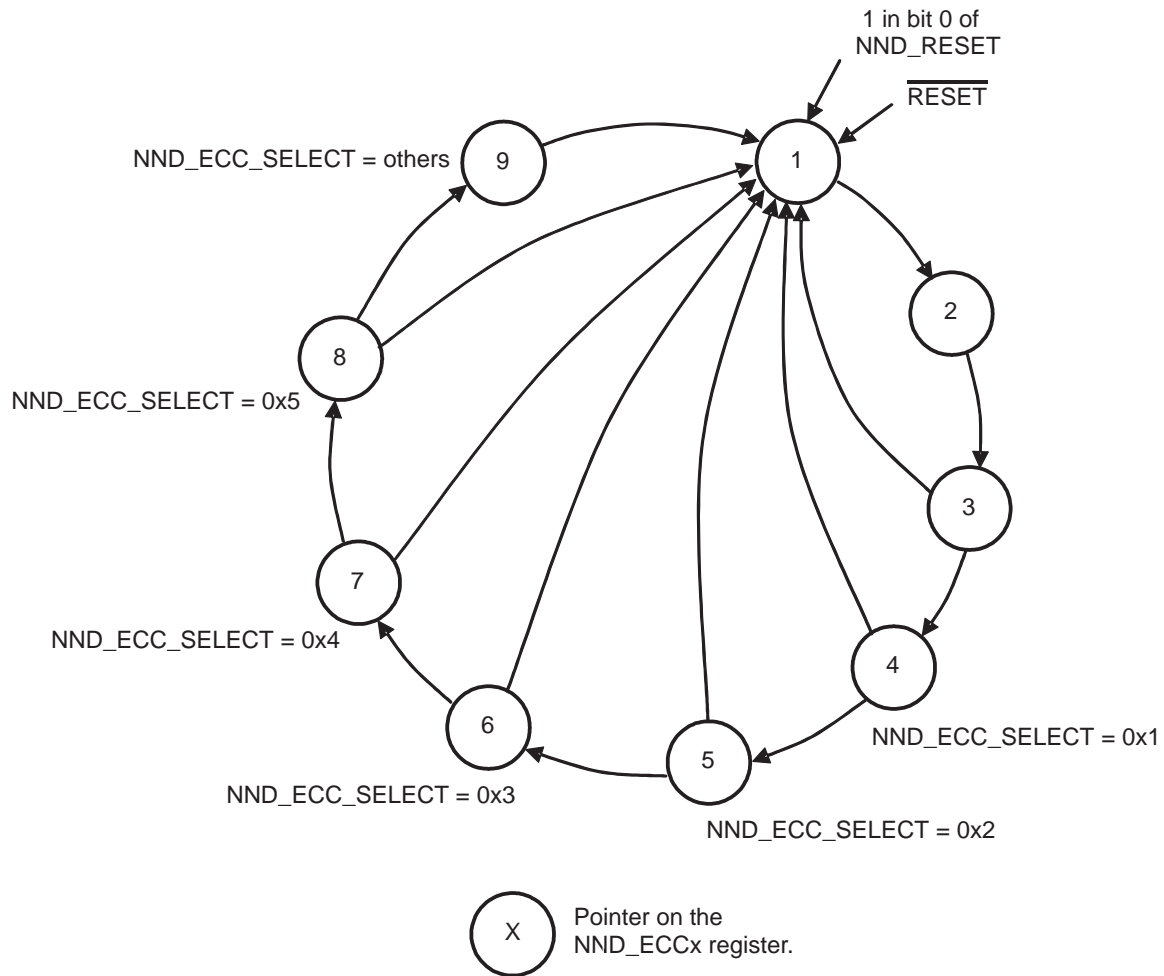 1 in bit 0 of
NND_RESET
RESET
NND_ECC_SELECT = others
9
1
2
8
NND_ECC_SELECT = 0x5
3
7
NND_ECC_SELECT = 0x4
4
NND_ECC_SELECT = 0x1
6
NND_ECC_SELECT = 0x3
5
NND_ECC_SELECT = 0x2
X
Pointer on the
NND_ECCx register.